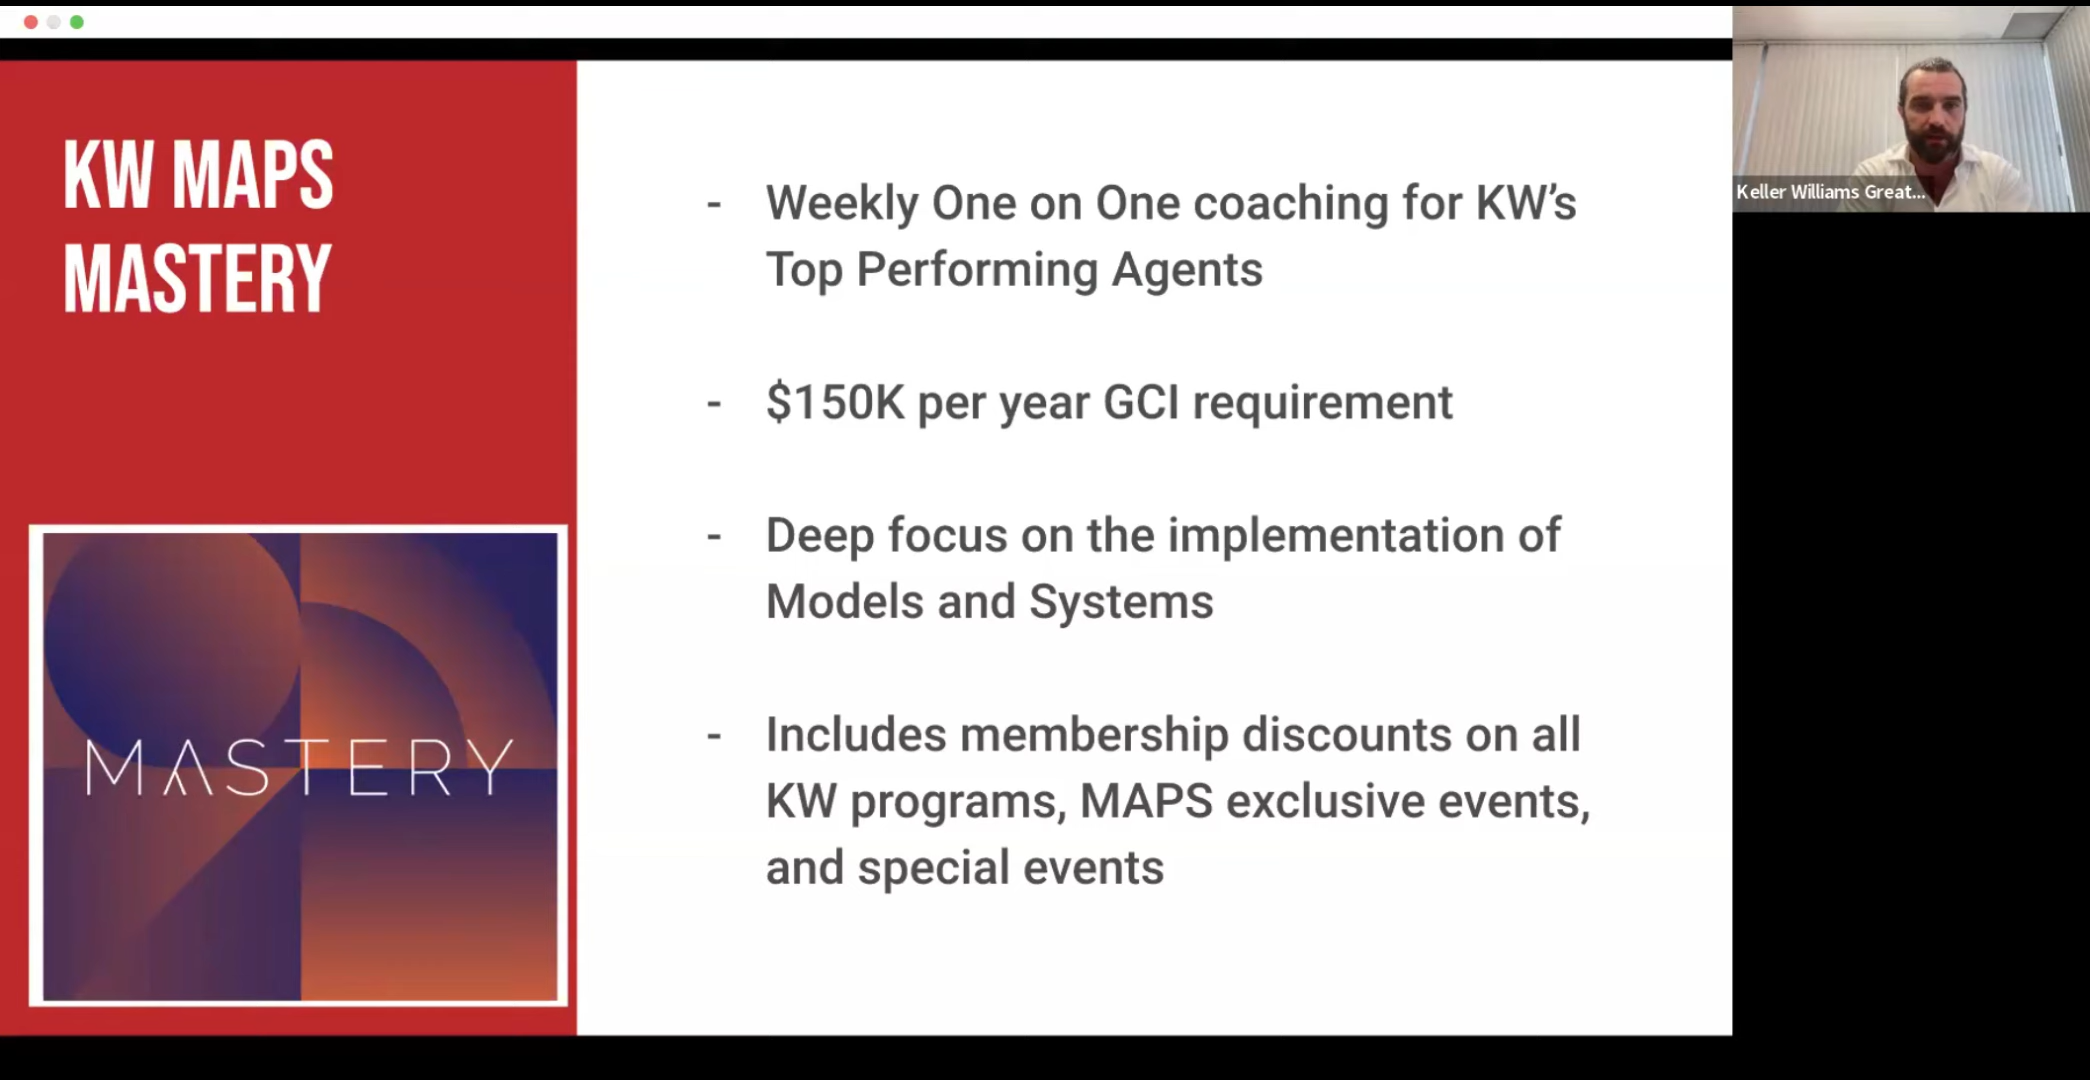 KW MAPS
MASTERY
MASTERY
- Weekly One on One coaching for KW’s
Top Performing Agents
- $150K per year GCI requirement
- Deep focus on the implementation of
Models and Systems
- Includes membership discounts on all
KW programs, MAPS exclusive events,
and special events
Keller Williams Great...